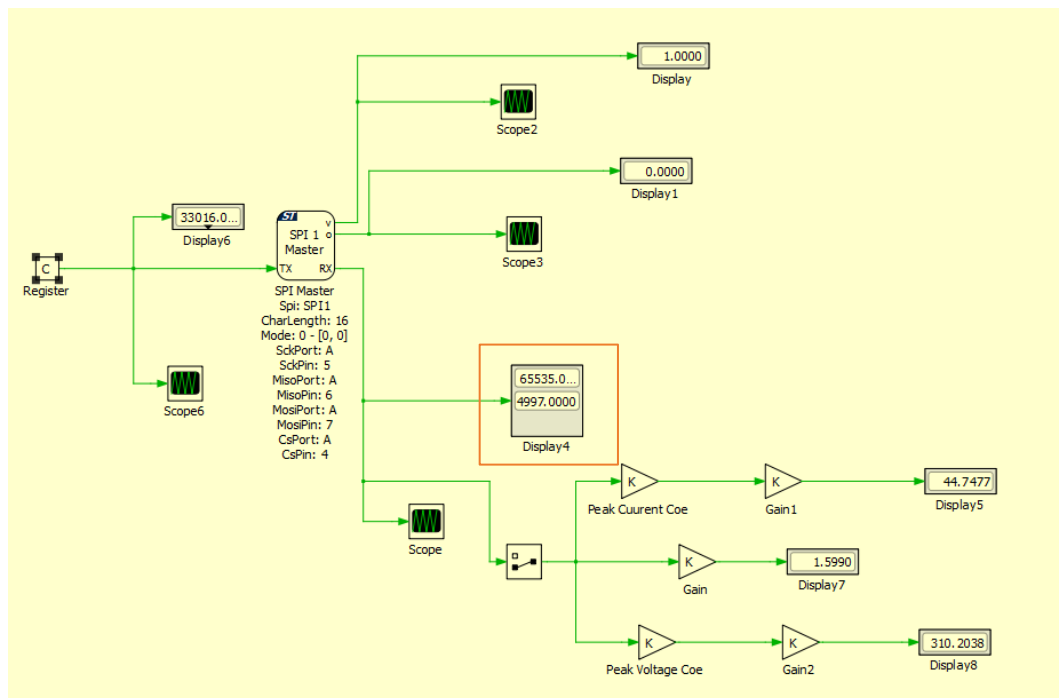 1.0000
Display
Scope2
0.0000
Display1
33016.0...
Display6
ST
SPI 1
Master
v
o
TX
RX
Scope3
C
Register
SPI Master
Spi: SPI1
CharLength: 16
Mode: 0 - [0, 0]
SckPort: A
SckPin: 5
MisoPort: A
MisoPin: 6
MosiPort: A
MosiPin: 7
CsPort: A
CsPin: 4
Scope6
65535.0...
4997.0000
Display4
Scope
K
Peak Cuurent Coe
K
Gain1
44.7477
Display5
K
Gain
1.5990
Display7
K
Peak Voltage Coe
K
Gain2
310.2038
Display8